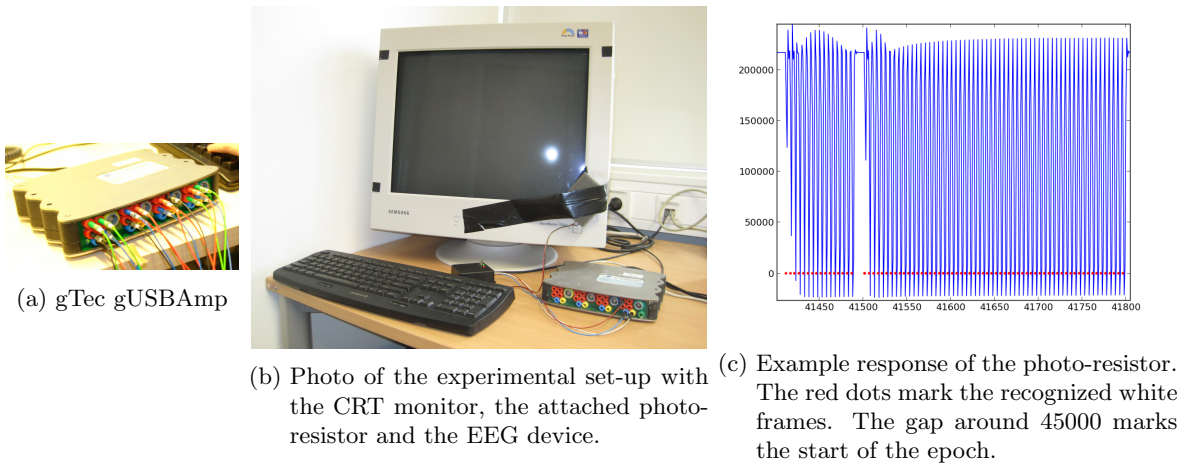 (a) gTec gUSBAmp
SAMSUNG
(b) Photo of the experimental set-up with
the CRT monitor, the attached photo-
resistor and the EEG device.
200000
150000
100000
50000
0
41450 41500 41550 41600 41650 41700 41750 41800
(c) Example response of the photo-resistor.
The red dots mark the recognized white
frames. The gap around 45000 marks
the start of the epoch.